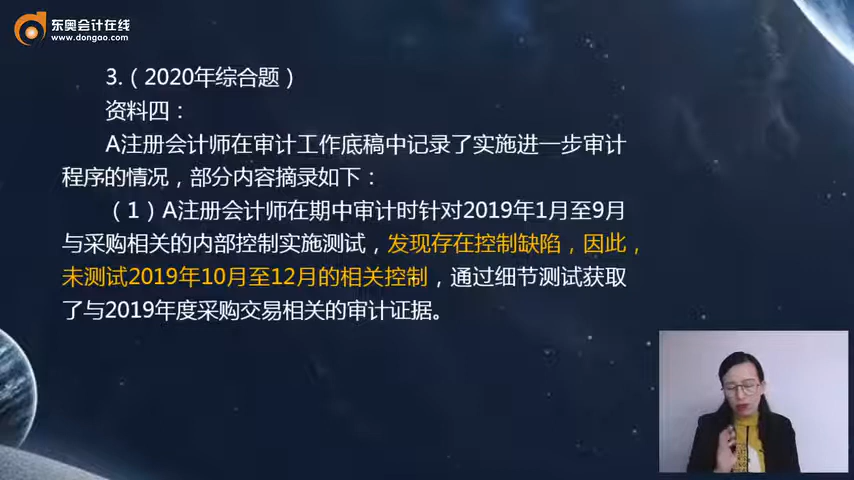 东奥会计在线
www.dongao.com
3.（2020年综合题）
资料四：
A注册会计师在审计工作底稿中记录了实施进一步审计
程序的情况，部分内容摘录如下：
（1）A注册会计师在期中审计时针对2019年1月至9月
与采购相关的内部控制实施测试，发现存在控制缺陷，因此，
未测试2019年10月至12月的相关控制，通过细节测试获取
了与2019年度采购交易相关的审计证据。